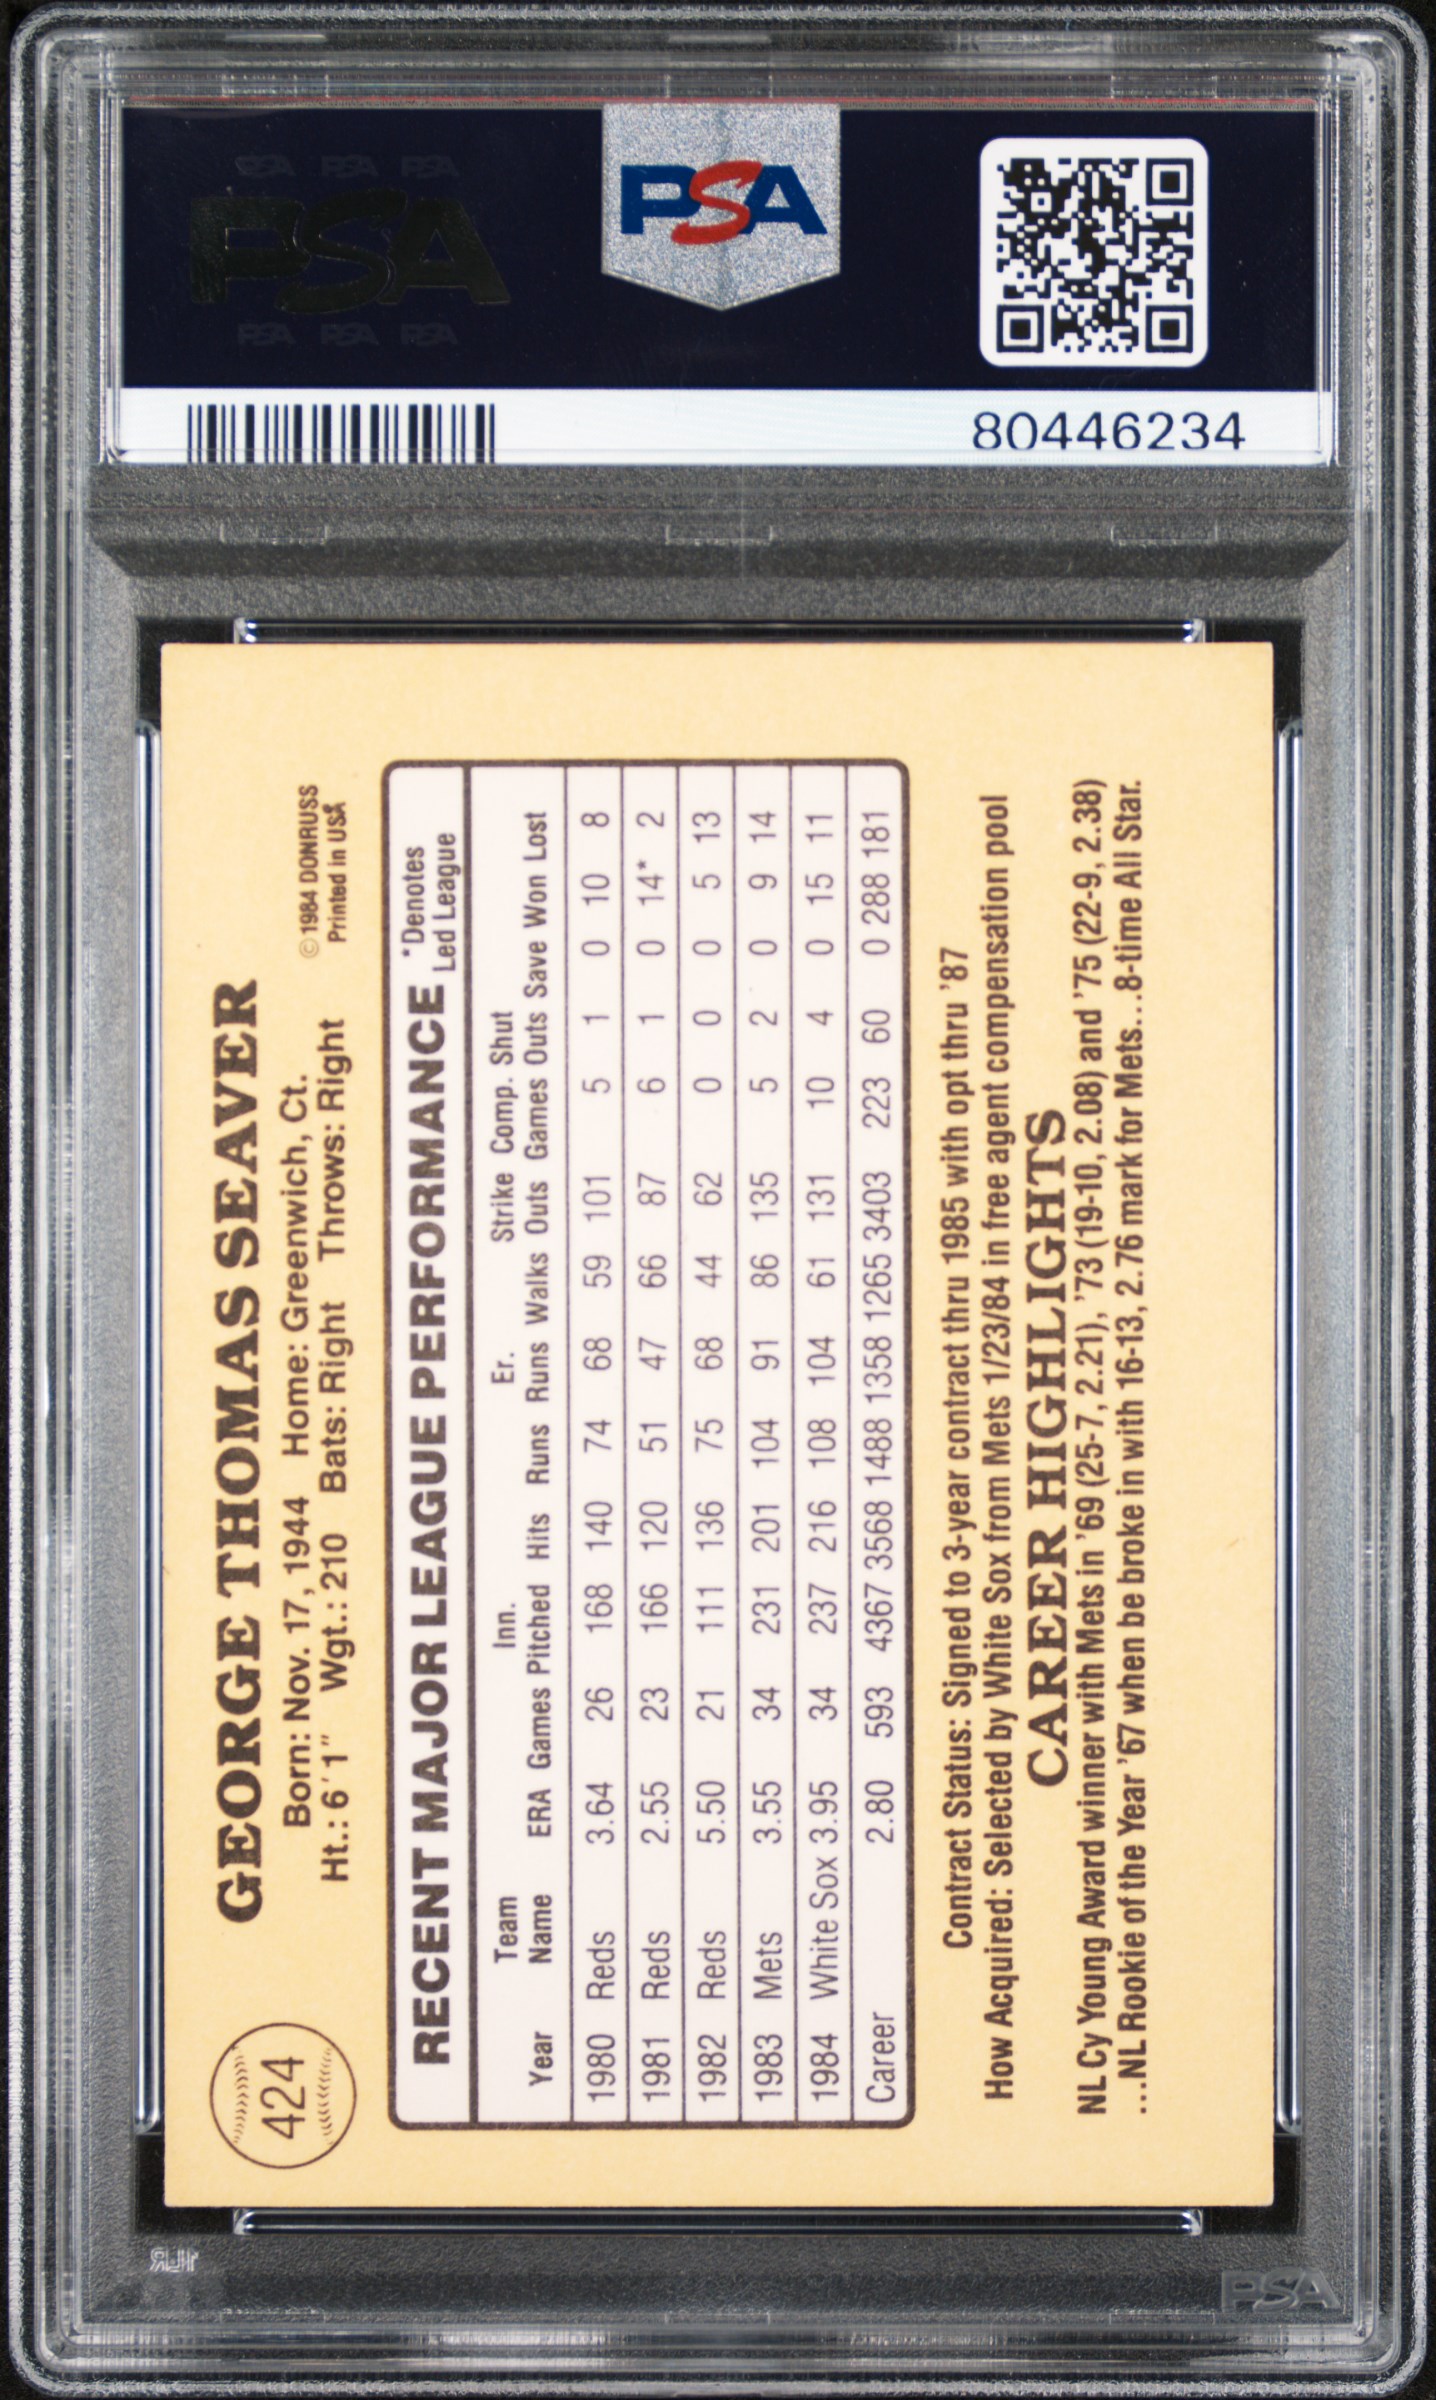 PSA PSA PSA
PSA
PSA PSA PSA
PSA
80446234
424
GEORGE THOMAS SEAVER
Born: Nov. 17, 1944 Home: Greenwich, Ct.
Ht.: 6'1" Wgt.: 210 Bats: Right Throws: Right
© 1984 DONRUSS
Printed in USA
RECENT MAJOR LEAGUE PERFORMANCE *Denotes Led League
Year Team Name ERA Games Inn. Pitched Hits Runs Er. Runs Walks Strike Outs Comp. Games Shut Outs Save Won Lost
1980 Reds 3.64 26 168 140 74 68 59 101 5 1 0 10 8
1981 Reds 2.55 23 166 120 51 47 66 87 6 1 0 14* 2
1982 Reds 5.50 21 111 136 75 68 44 62 0 0 0 5 13
1983 Mets 3.55 34 231 201 104 91 86 135 5 2 0 9 14
1984 White Sox 3.95 34 237 216 108 104 61 131 10 4 0 15 11
Career 2.80 593 4367 3568 1488 1358 1265 3403 223 60 0 288 181
Contract Status: Signed to 3-year contract thru 1985 with opt thru '87
How Acquired: Selected by White Sox from Mets 1/23/84 in free agent compensation pool
CAREER HIGHLIGHTS
NL Cy Young Award winner with Mets in '69 (25-7, 2.21), '73 (19-10, 2.08) and '75 (22-9, 2.38)
...NL Rookie of the Year '67 when be broke in with 16-13, 2.76 mark for Mets...8-time All Star.
PSA